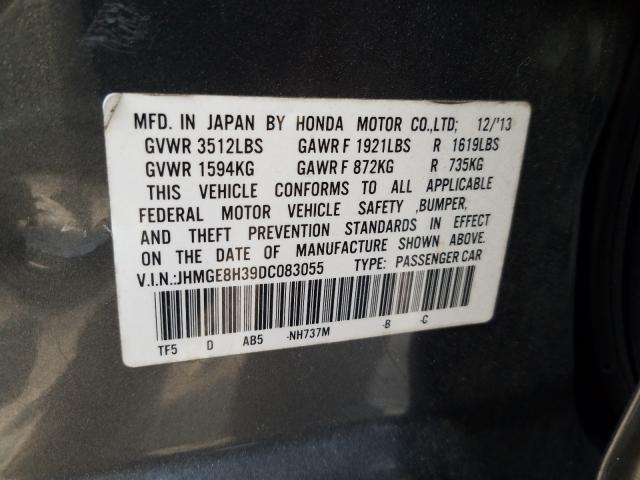 MFD. IN JAPAN BY HONDA MOTOR CO.,LTD; 12/'13
GVWR 3512LBS GAWR F 1921LBS R 1619LBS
GVWR 1594KG GAWR F 872KG R 735KG
THIS VEHICLE CONFORMS TO ALL APPLICABLE
FEDERAL MOTOR VEHICLE SAFETY ,BUMPER,
AND THEFT PREVENTION STANDARDS IN EFFECT
ON THE DATE OF MANUFACTURE SHOWN ABOVE.
V.I.N.:JHMGE8H39DC083055 TYPE: PASSENGER CAR
TF5 D AB5 -NH737M -B -C